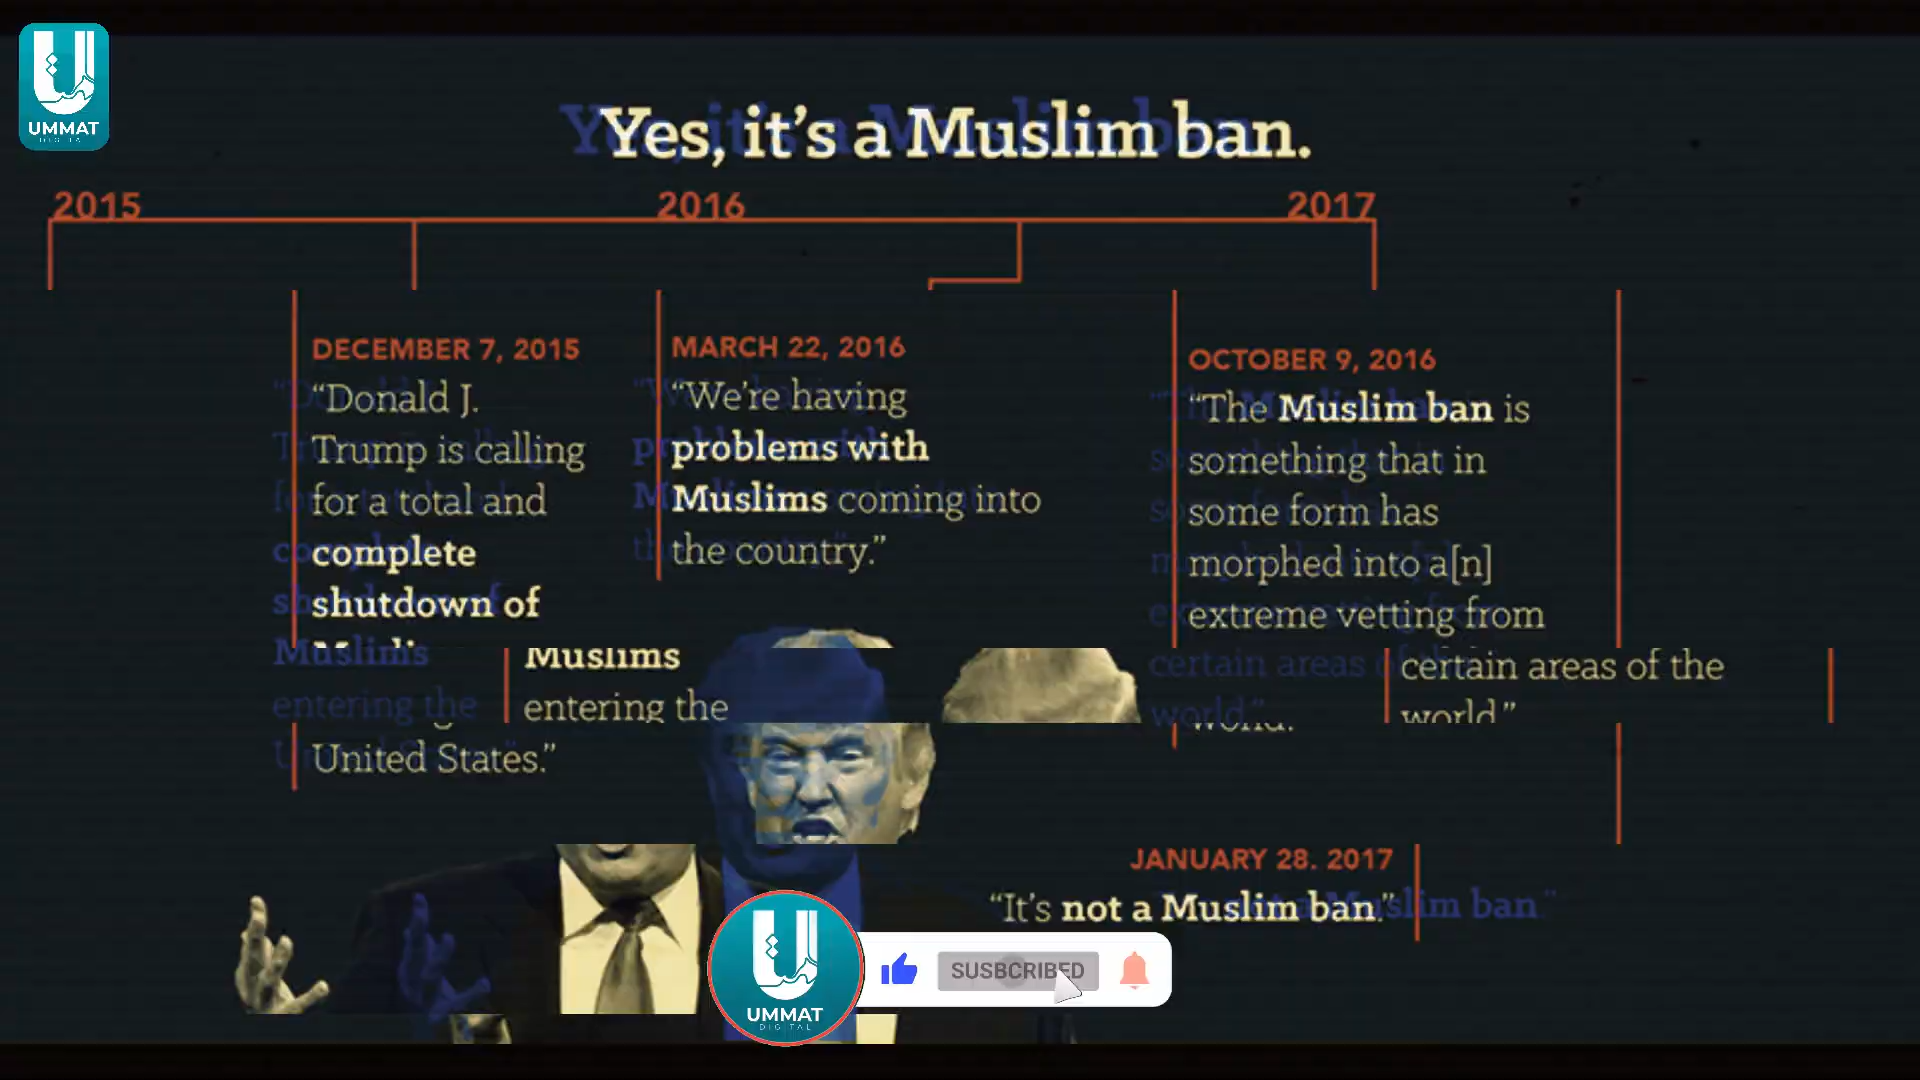 UMMAT
DIGITAL
Yes, it's a Muslim ban.
2015
2016
2017
DECEMBER 7, 2015
“Donald J.
Trump is calling
for a total and
complete
shutdown of
Muslims
entering the
United States.”
MARCH 22, 2016
“We're having
problems with
Muslims coming into
the country.”
OCTOBER 9, 2016
“The Muslim ban is
something that in
some form has
morphed into a[n]
extreme vetting from
certain areas of the
world.”
JANUARY 28. 2017
“It's not a Muslim ban.”
UMMAT
DIGITAL
SUSBCRIBED